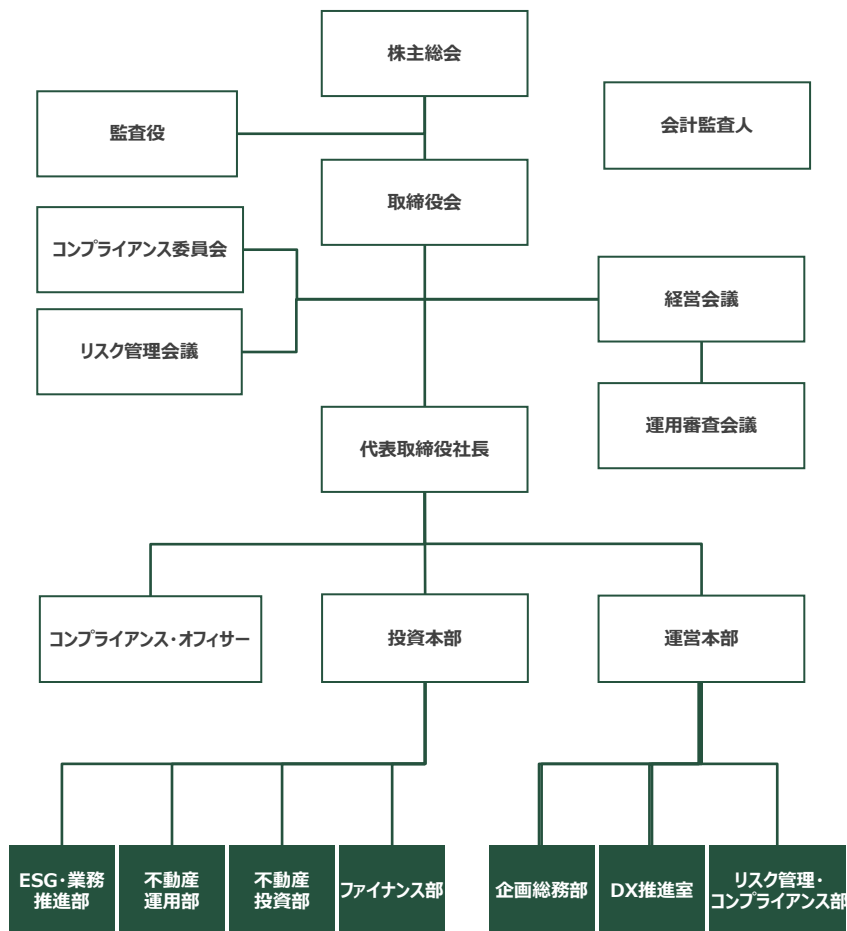 株主総会
監査役
会計監査人
取締役会
コンプライアンス委員会
経営会議
リスク管理会議
運用審査会議
代表取締役社長
コンプライアンス・オフィサー
投資本部
運営本部
ESG・業務
推進部
不動産
運用部
不動産
投資部
ファイナンス部
企画総務部
DX推進室
リスク管理・
コンプライアンス部